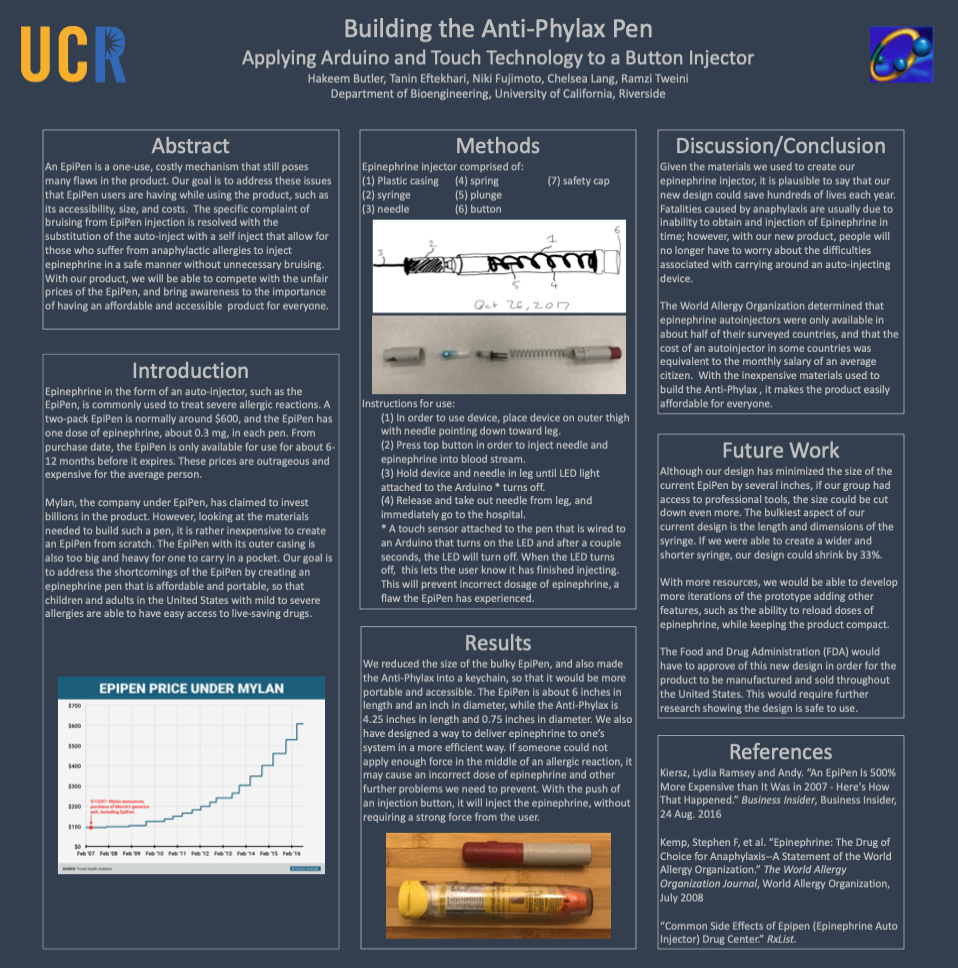 UCR
Building the Anti-Phylax Pen
Applying Arduino and Touch Technology to a Button Injector
Hakeem Butler, Tanin Eftekhari, Niki Fujimoto, Chelsea Lang, Ramzi Tweini
Department of Bioengineering, University of California, Riverside
Abstract
An EpiPen is a one-use, costly mechanism that still poses
many flaws in the product. Our goal is to address these issues
that EpiPen users are having while using the product, such as
its accessibility, size, and costs. The specific complaint of
bruising from EpiPen injection is resolved with the
substitution of the auto-inject with a self inject that allow for
those who suffer from anaphylactic allergies to inject
epinephrine in a safe manner without unnecessary bruising.
With our product, we will be able to compete with the unfair
prices of the EpiPen, and bring awareness to the importance
of having an affordable and accessible product for everyone.
Introduction
Epinephrine in the form of an auto-injector, such as the
EpiPen, is commonly used to treat severe allergic reactions. A
two-pack EpiPen is normally around $600, and the EpiPen has
one dose of epinephrine, about 0.3 mg, in each pen. From
purchase date, the EpiPen is only available for use for about 6-
12 months before it expires. These prices are outrageous and
expensive for the average person.
Mylan, the company under EpiPen, has claimed to invest
billions in the product. However, looking at the materials
needed to build such a pen, it is rather inexpensive to create
an EpiPen from scratch. The EpiPen with its outer casing is
also too big and heavy for one to carry in a pocket. Our goal is
to address the shortcomings of the EpiPen by creating an
epinephrine pen that is affordable and portable, so that
children and adults in the United States with mild to severe
allergies are able to have easy access to live-saving drugs.
EPIPEN PRICE UNDER MYLAN
$700
$600
$500
$400
$300
$200
$100
$0
5/13/07: Mylan announces
purchase of Merck's generics
unit, including EpiPen
Feb '07 Feb '08 Feb '09 Feb '10 Feb '11 Feb '12 Feb '13 Feb '14 Feb '15 Feb '16
SOURCE: Truven Health Analytics
BUSINESS INSIDER
Methods
Epinephrine injector comprised of:
(1) Plastic casing (4) spring (7) safety cap
(2) syringe (5) plunge
(3) needle (6) button
3
2
1
6
5
4
Oct 26, 2017
Instructions for use:
(1) In order to use device, place device on outer thigh
with needle pointing down toward leg.
(2) Press top button in order to inject needle and
epinephrine into blood stream.
(3) Hold device and needle in leg until LED light
attached to the Arduino * turns off.
(4) Release and take out needle from leg, and
immediately go to the hospital.
* A touch sensor attached to the pen that is wired to
an Arduino that turns on the LED and after a couple
seconds, the LED will turn off. When the LED turns
off, this lets the user know it has finished injecting.
This will prevent incorrect dosage of epinephrine, a
flaw the EpiPen has experienced.
Results
We reduced the size of the bulky EpiPen, and also made
the Anti-Phylax into a keychain, so that it would be more
portable and accessible. The EpiPen is about 6 inches in
length and an inch in diameter, while the Anti-Phylax is
4.25 inches in length and 0.75 inches in diameter. We also
have designed a way to deliver epinephrine to one's
system in a more efficient way. If someone could not
apply enough force in the middle of an allergic reaction, it
may cause an incorrect dose of epinephrine and other
further problems we need to prevent. With the push of
an injection button, it will inject the epinephrine, without
requiring a strong force from the user.
Discussion/Conclusion
Given the materials we used to create our
epinephrine injector, it is plausible to say that our
new design could save hundreds of lives each year.
Fatalities caused by anaphylaxis are usually due to
inability to obtain and injection of Epinephrine in
time; however, with our new product, people will
no longer have to worry about the difficulties
associated with carrying around an auto-injecting
device.
The World Allergy Organization determined that
epinephrine autoinjectors were only available in
about half of their surveyed countries, and that the
cost of an autoinjector in some countries was
equivalent to the monthly salary of an average
citizen. With the inexpensive materials used to
build the Anti-Phylax , it makes the product easily
affordable for everyone.
Future Work
Although our design has minimized the size of the
current EpiPen by several inches, if our group had
access to professional tools, the size could be cut
down even more. The bulkiest aspect of our
current design is the length and dimensions of the
syringe. If we were able to create a wider and
shorter syringe, our design could shrink by 33%.
With more resources, we would be able to develop
more iterations of the prototype adding other
features, such as the ability to reload doses of
epinephrine, while keeping the product compact.
The Food and Drug Administration (FDA) would
have to approve of this new design in order for the
product to be manufactured and sold throughout
the United States. This would require further
research showing the design is safe to use.
References
Kiersz, Lydia Ramsey and Andy. “An EpiPen Is 500%
More Expensive than It Was in 2007 - Here's How
That Happened.” Business Insider, Business Insider,
24 Aug. 2016
Kemp, Stephen F, et al. “Epinephrine: The Drug of
Choice for Anaphylaxis--A Statement of the World
Allergy Organization.” The World Allergy
Organization Journal, World Allergy Organization,
July 2008
“Common Side Effects of Epipen (Epinephrine Auto
Injector) Drug Center.” RxList.